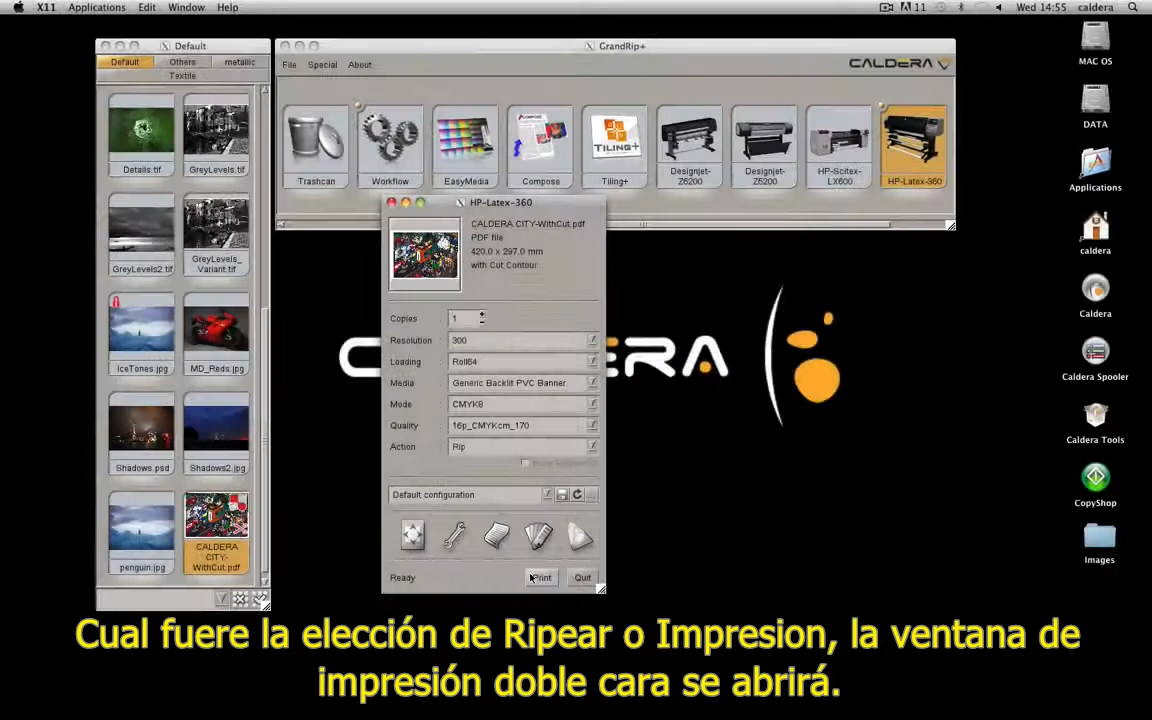 X11 Applications Edit Window Help
11 Wed 14:55 caldera
Default
Default Others metallic
Textile
Details.tif GreyLevels.tif
GreyLevels2.tif GreyLevels_
Variant.tif
IceTones.jpg MD_Reds.jpg
Shadows.psd Shadows2.jpg
penguin.jpg CALDERA
CITY-
WithCut.pdf
GrandRip+
File Special About CALDERA
Trashcan Workflow EasyMedia Compose Tiling+ Designjet-
Z6200 Designjet-
Z5200 HP-Scitex-
LX600 HP-Latex-360
HP-Latex-360
CALDERA CITY-WithCut.pdf
PDF file
420.0 x 297.0 mm
with Cut Contour
Copies 1
Resolution 300
Loading Roll64
Media Generic Backlit PVC Banner
Mode CMYK8
Quality 16p_CMYKcm_170
Action Rip
Default configuration
Ready Print Quit
C ERA
MAC OS
DATA
Applications
caldera
Caldera
Caldera Spooler
Caldera Tools
CopyShop
Images
Cual fuere la elección de Ripear o Impresion, la ventana de
impresión doble cara se abrirá.